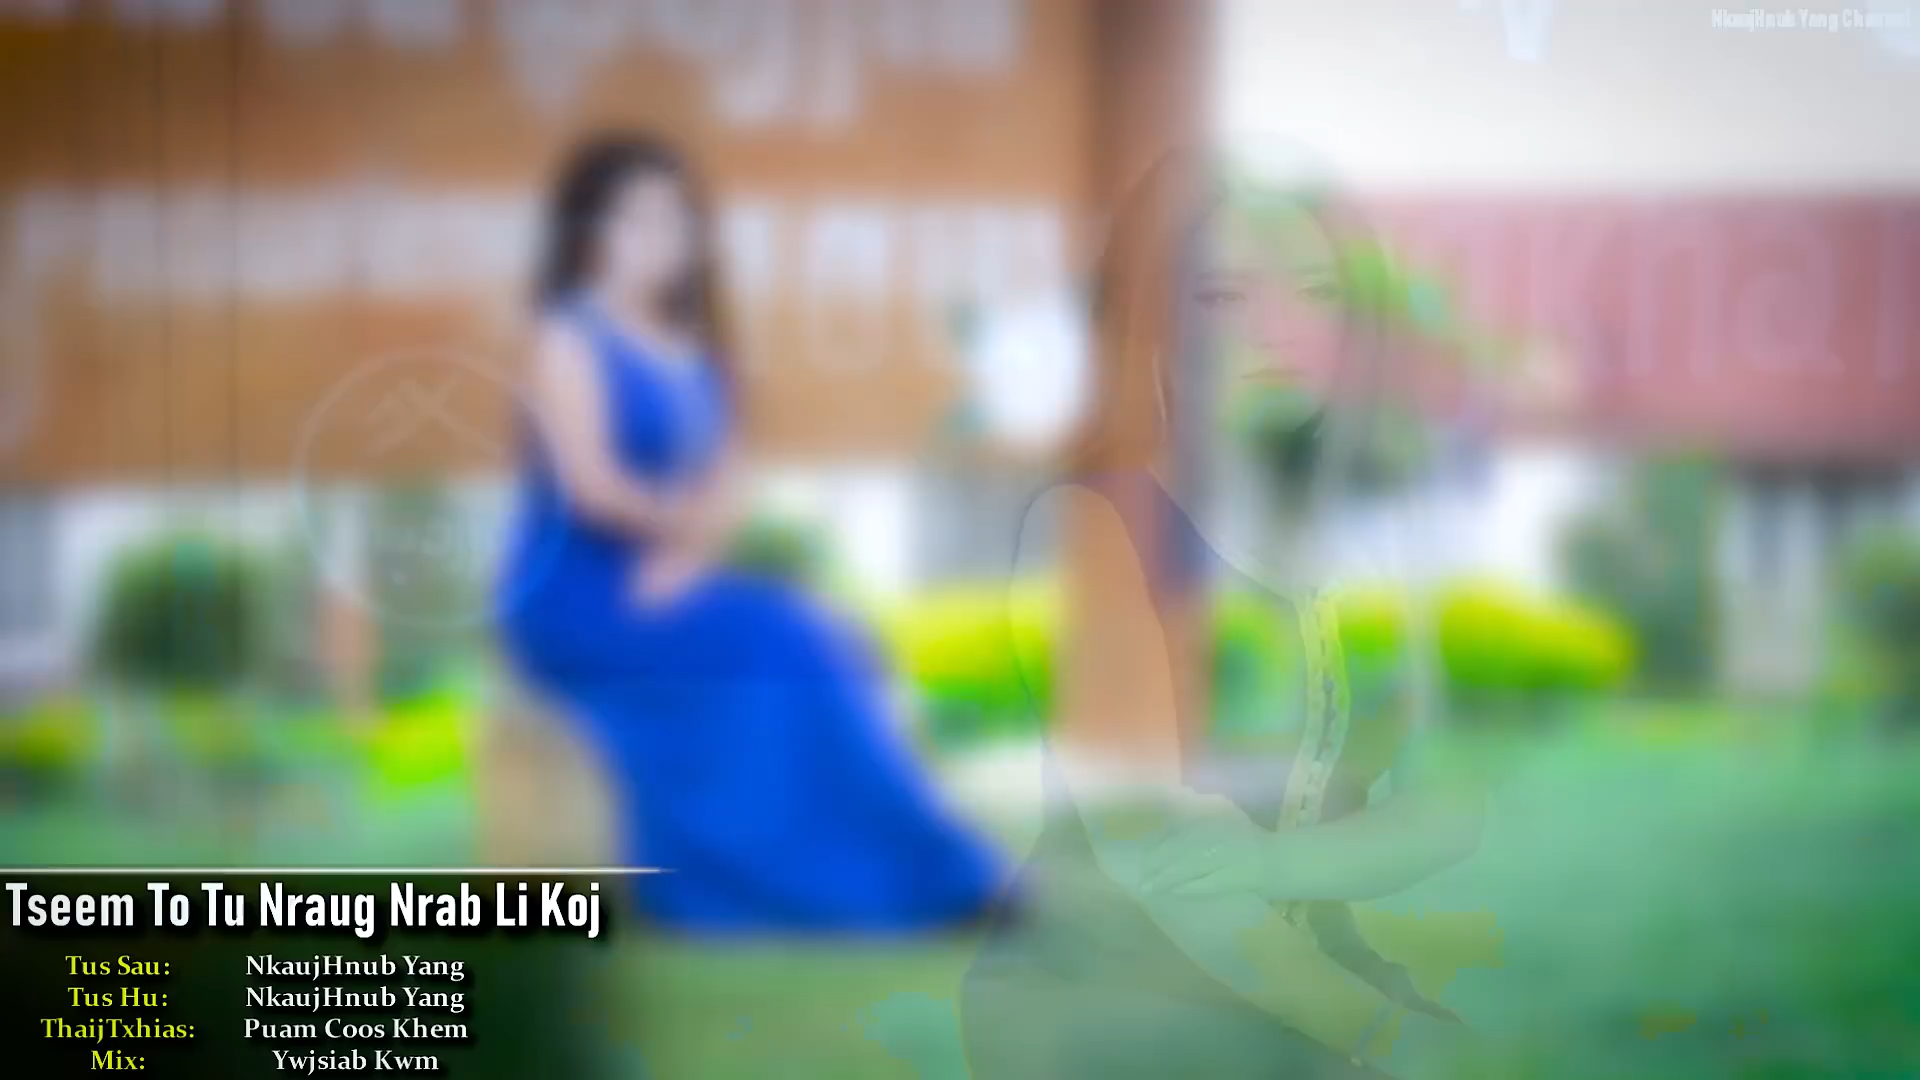 NkaujHnub Yang Channel
Tseem To Tu Nraug Nrab Li Koj
Tus Sau: NkaujHnub Yang
Tus Hu: NkaujHnub Yang
ThaijTxhias: Puam Coos Khem
Mix: Ywjsiab Kwm